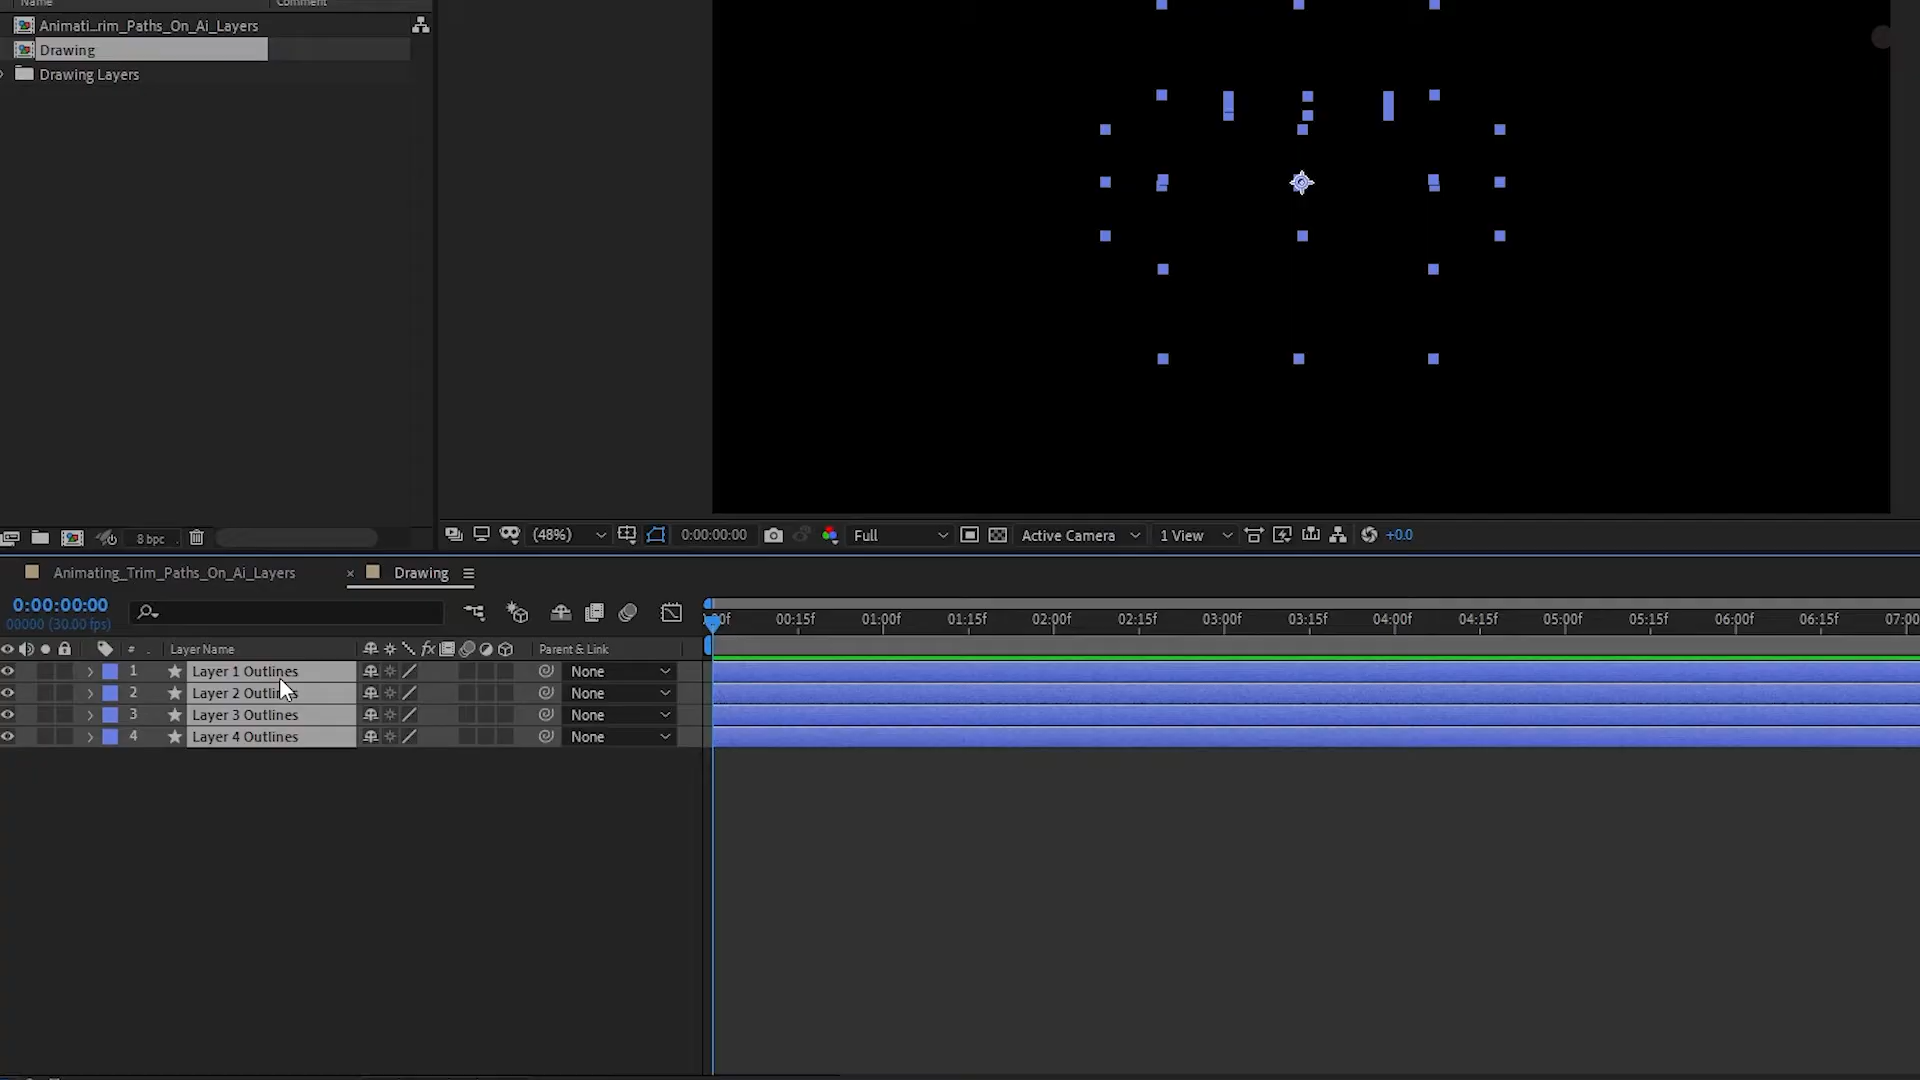 Name Comment
Animati..rim_Paths_On_Ai_Layers
Drawing
Drawing Layers
8 bpc
(48%) 0:00:00:00 Full Active Camera 1 View +0.0
Animating_Trim_Paths_On_Ai_Layers × Drawing
0:00:00:00
00000 (30.00 fps)
00:15f 01:00f 01:15f 02:00f 02:15f 03:00f 03:15f 04:00f 04:15f 05:00f 05:15f 06:00f 06:15f 07:00
# Layer Name fx Parent & Link
1 Layer 1 Outlines None
2 Layer 2 Outlines None
3 Layer 3 Outlines None
4 Layer 4 Outlines None